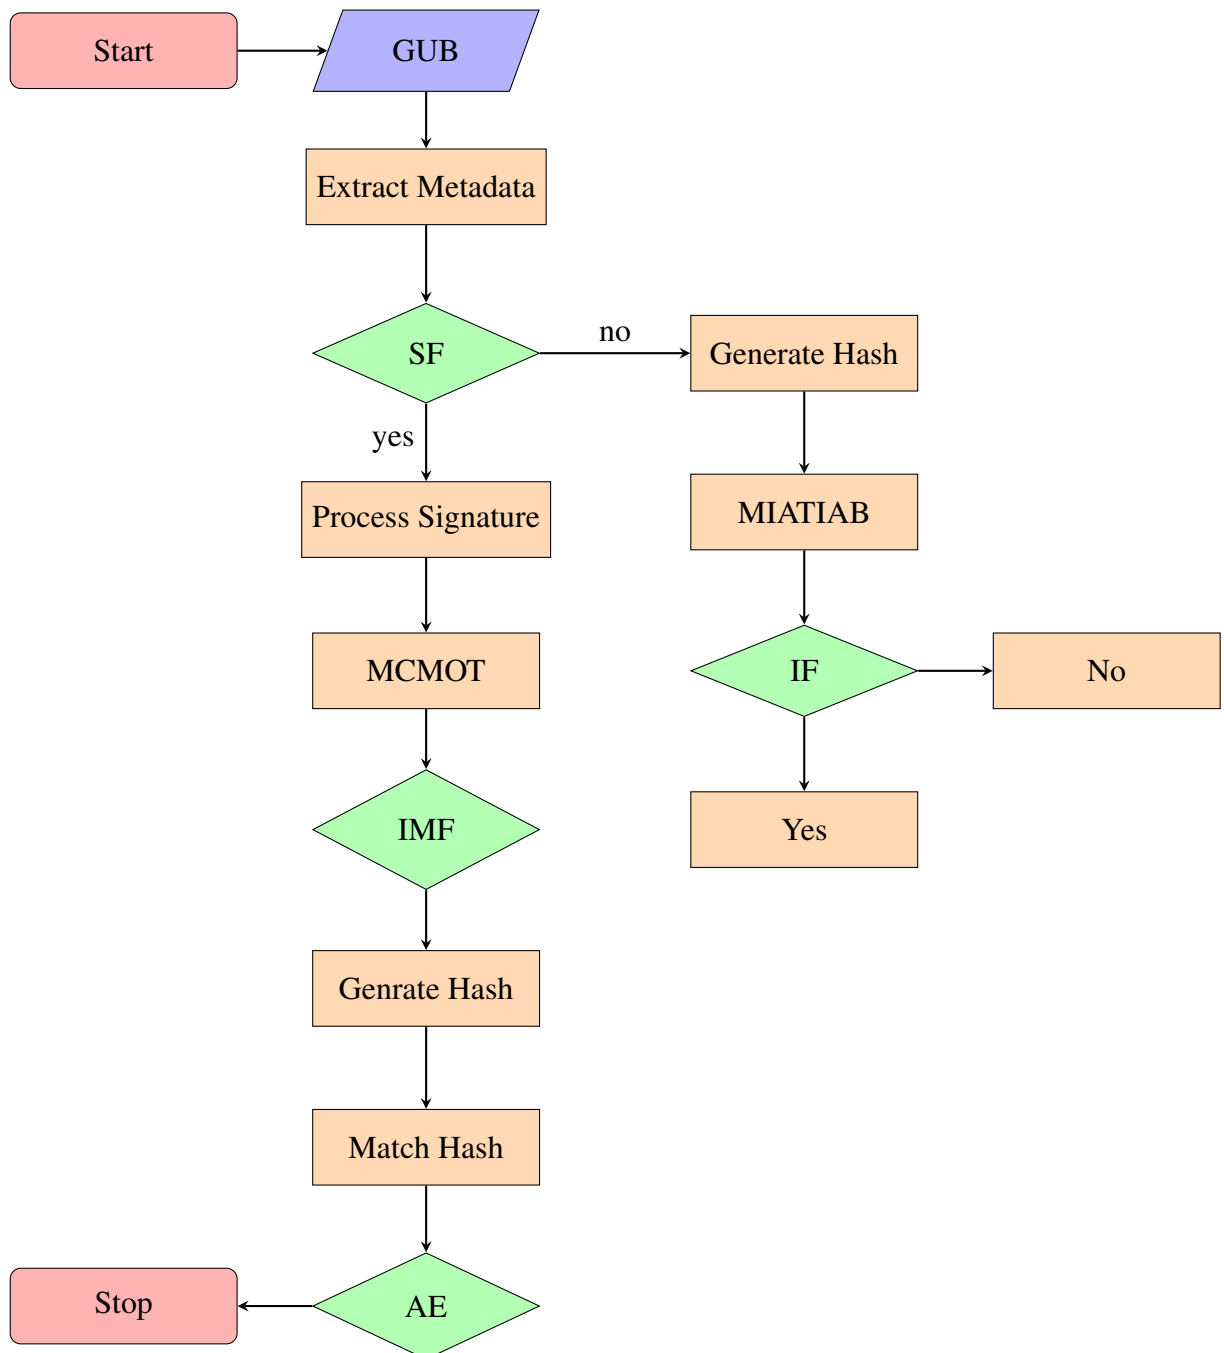 Start
GUB
Extract Metadata
SF
no
Generate Hash
yes
Process Signature
MIATIAB
MCMOT
IF
No
IMF
Yes
Genrate Hash
Match Hash
Stop
AE